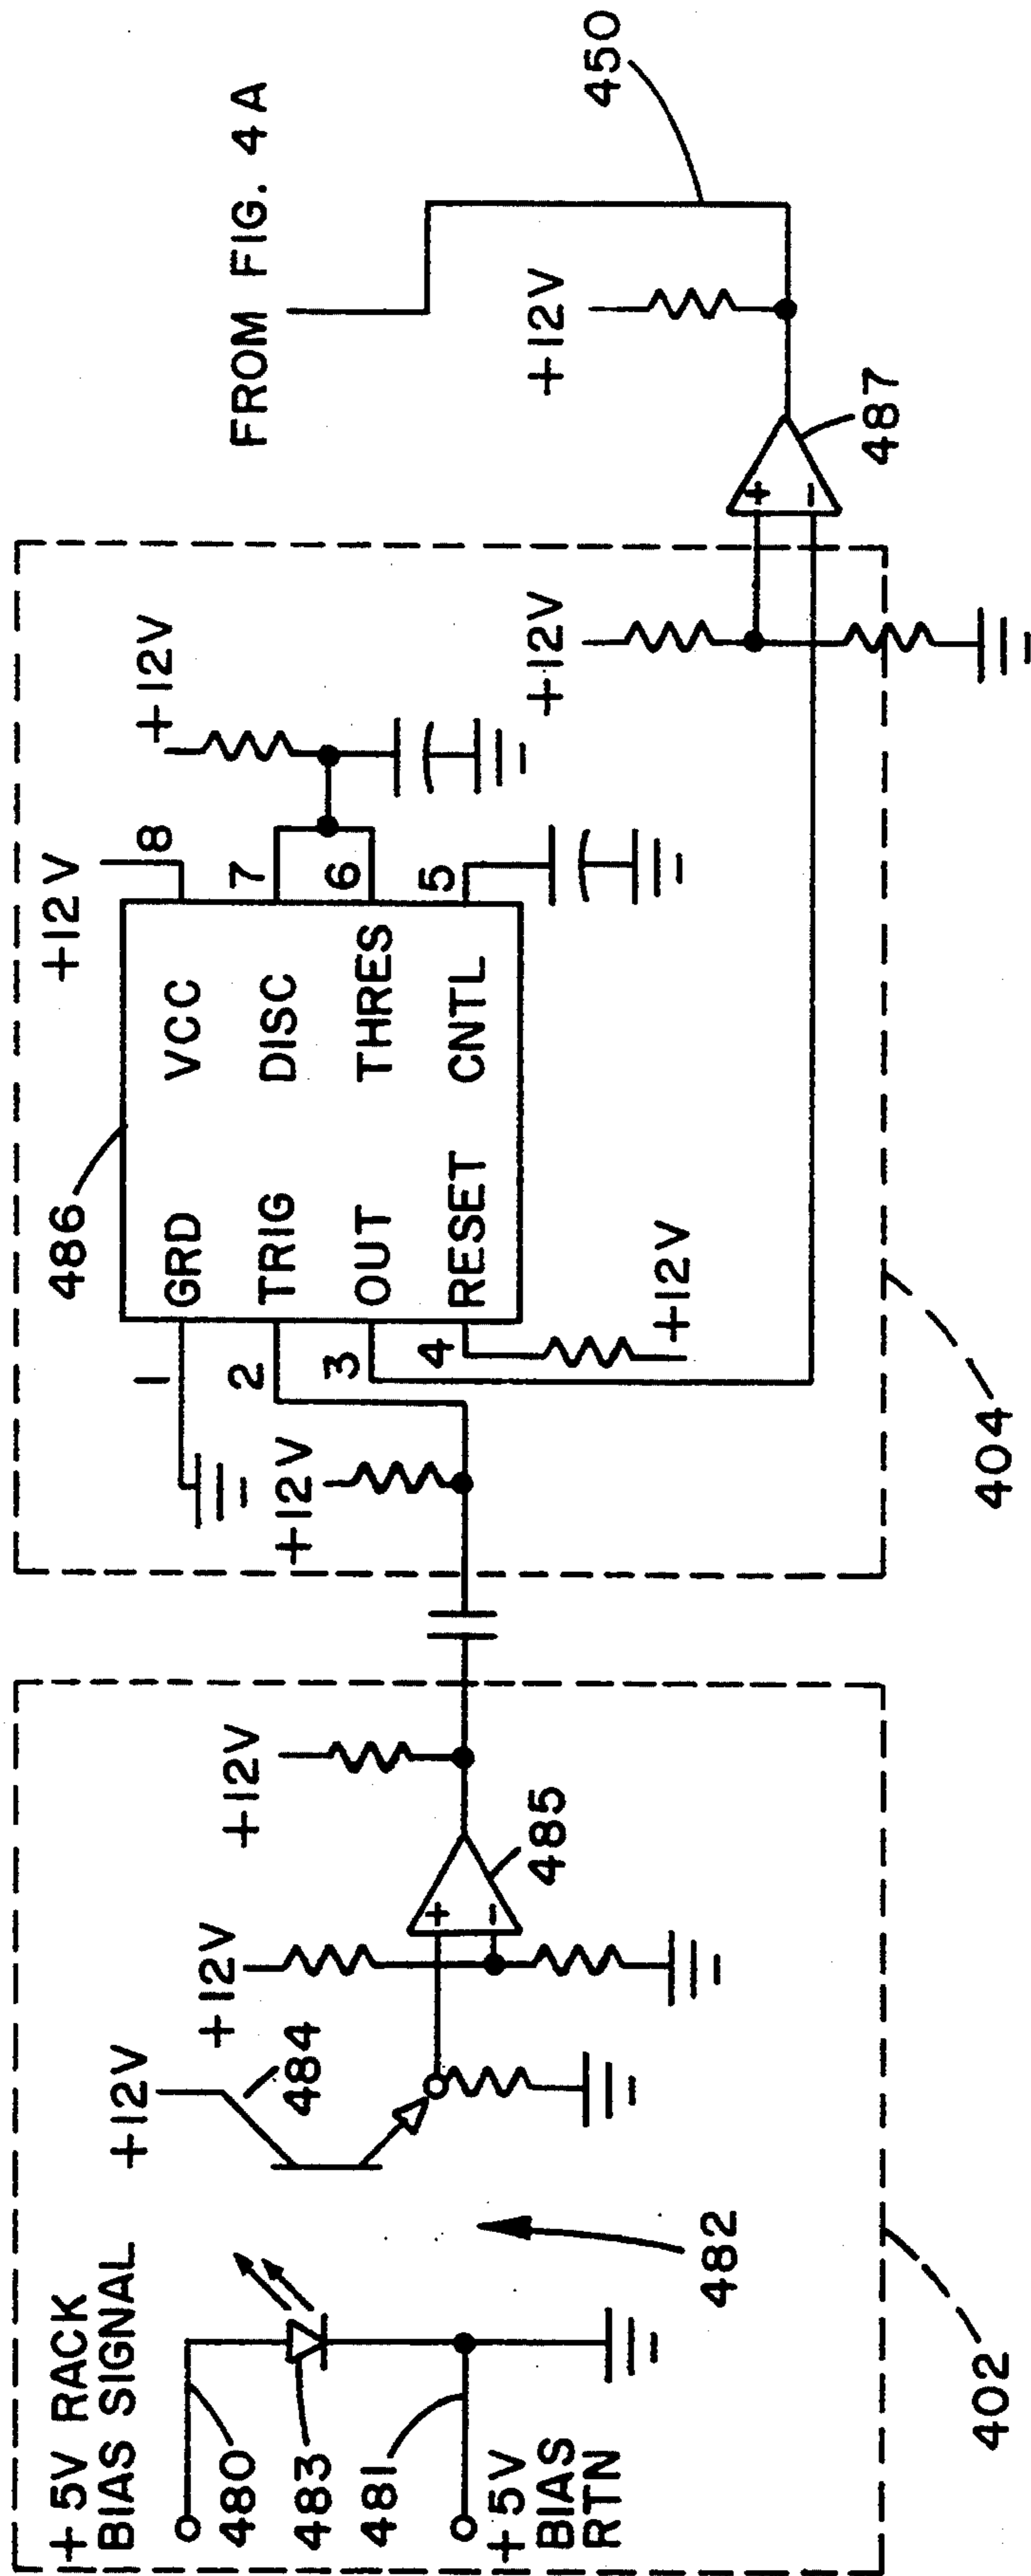 +5V RACK
BIAS SIGNAL
480
483
481
+5V
BIAS
RTN
482
402
+12V
484
+12V
+
-
485
+12V
+12V
486
1
2
3
4
GRD
TRIG
OUT
RESET
VCC
DISC
THRES
CNTL
8
7
6
5
+12V
+12V
+12V
+12V
404
+
-
487
+12V
FROM FIG. 4A
450